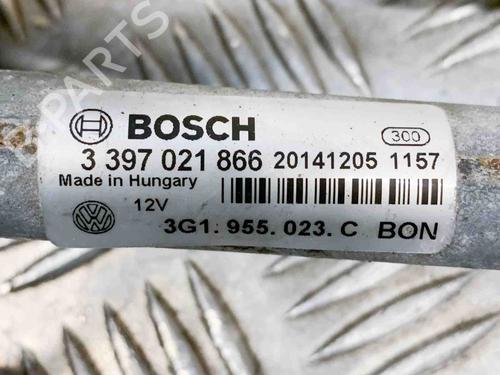 BOSCH
300
3 397 021 866 20141205 1157
Made in Hungary
12V
3G1. 955. 023. C BON